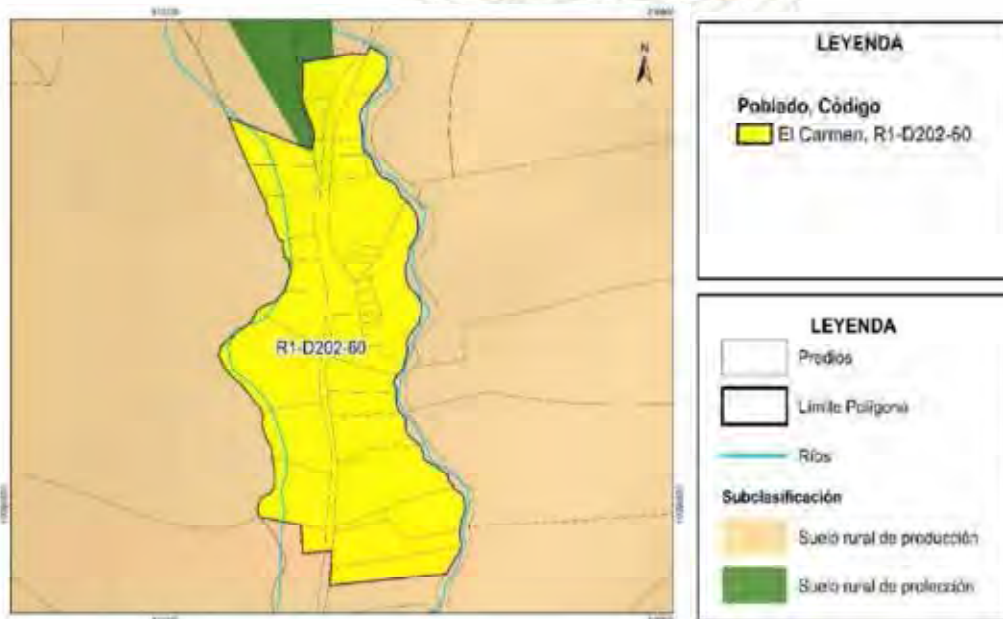 N
R1-D202-60
LEYENDA
Poblado, Código
El Carmen, R1-D202-60
LEYENDA
Predios
Límite Polígono
Ríos
Subclasificación
Suelo rural de producción
Suelo rural de protección